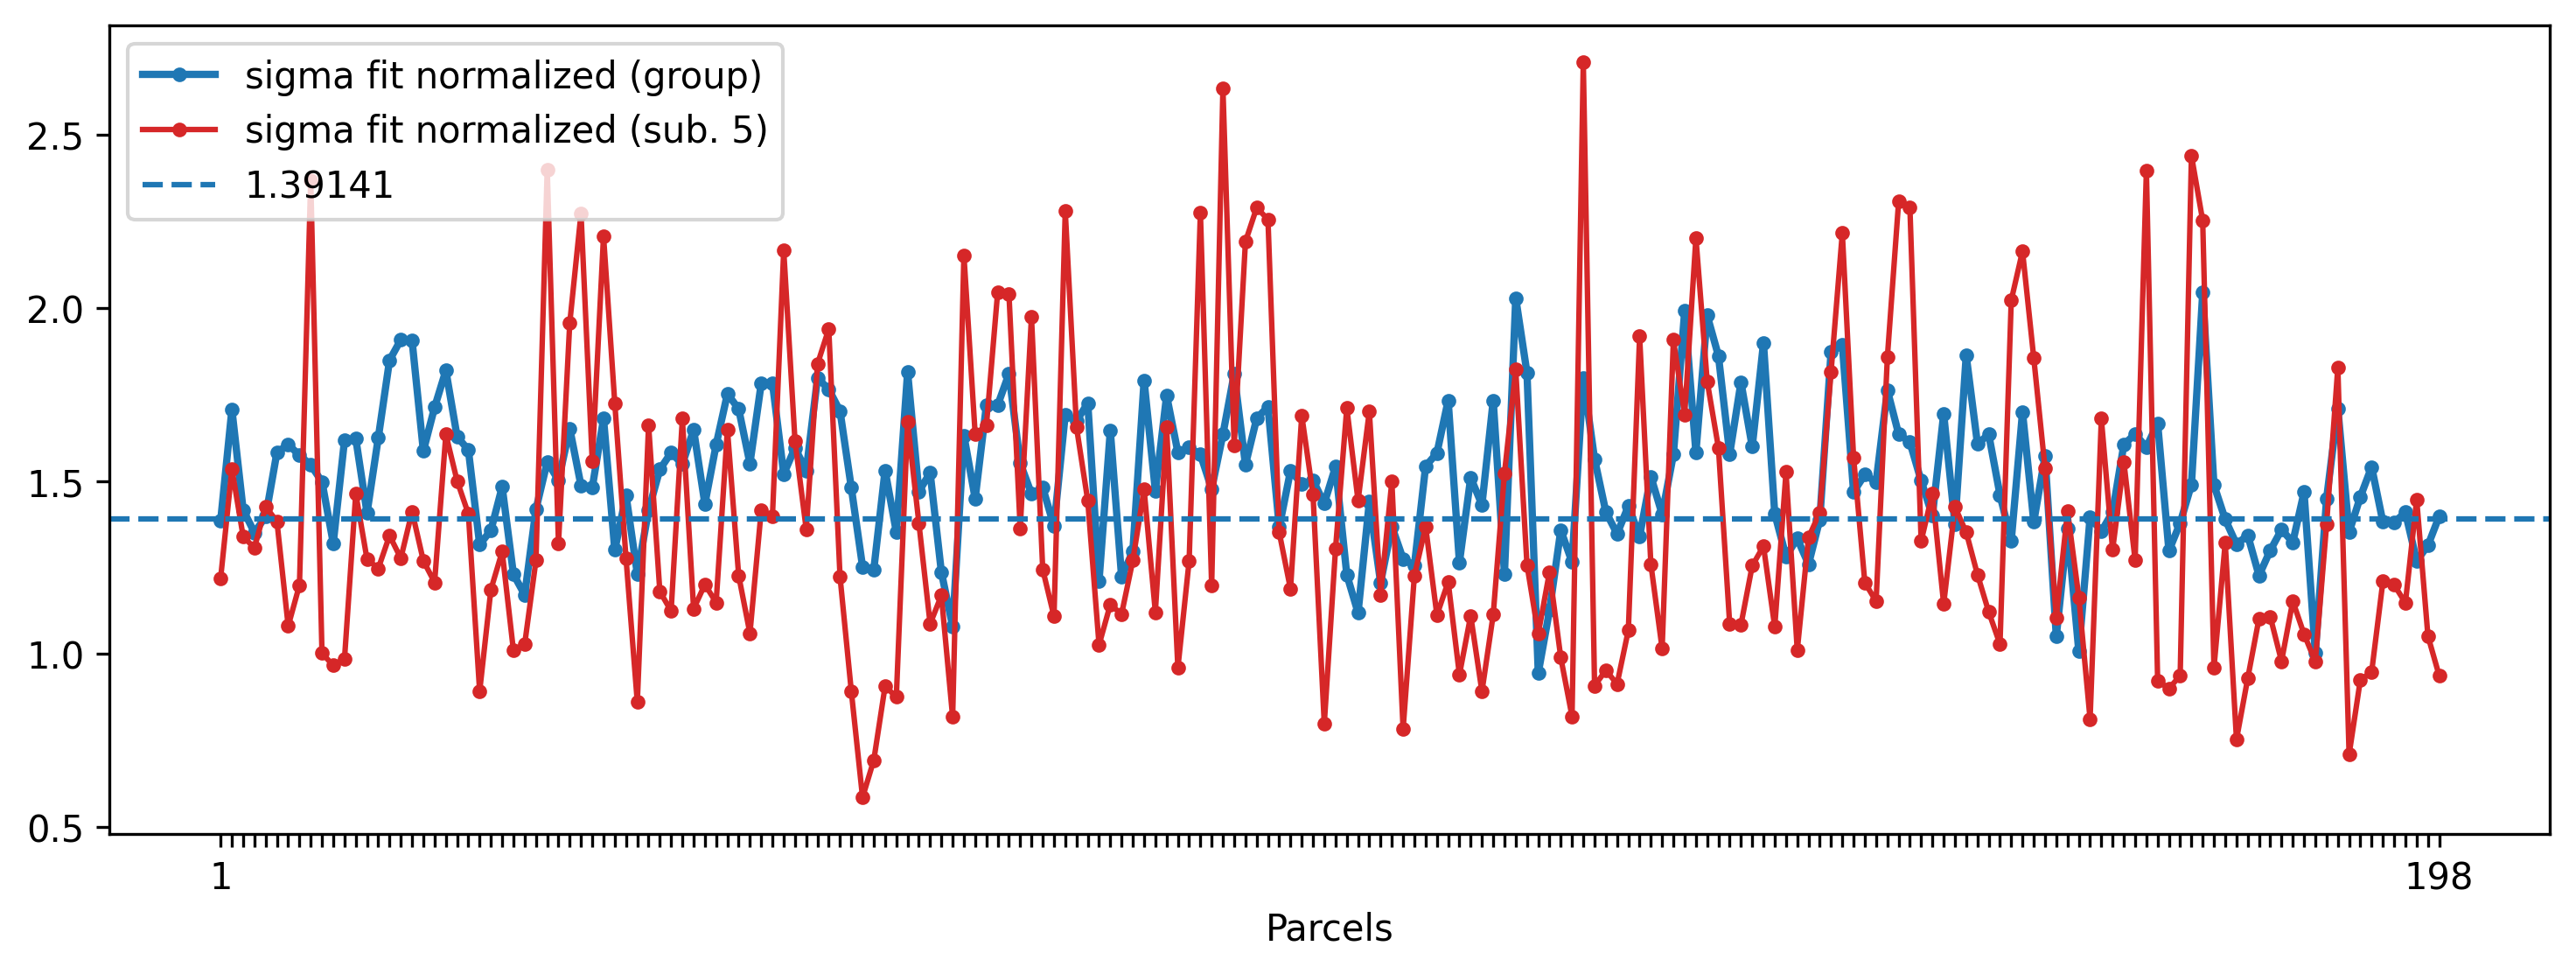 sigma fit normalized (group)
sigma fit normalized (sub. 5)
1.39141
2.5
2.0
1.5
1.0
0.5
1
198
Parcels